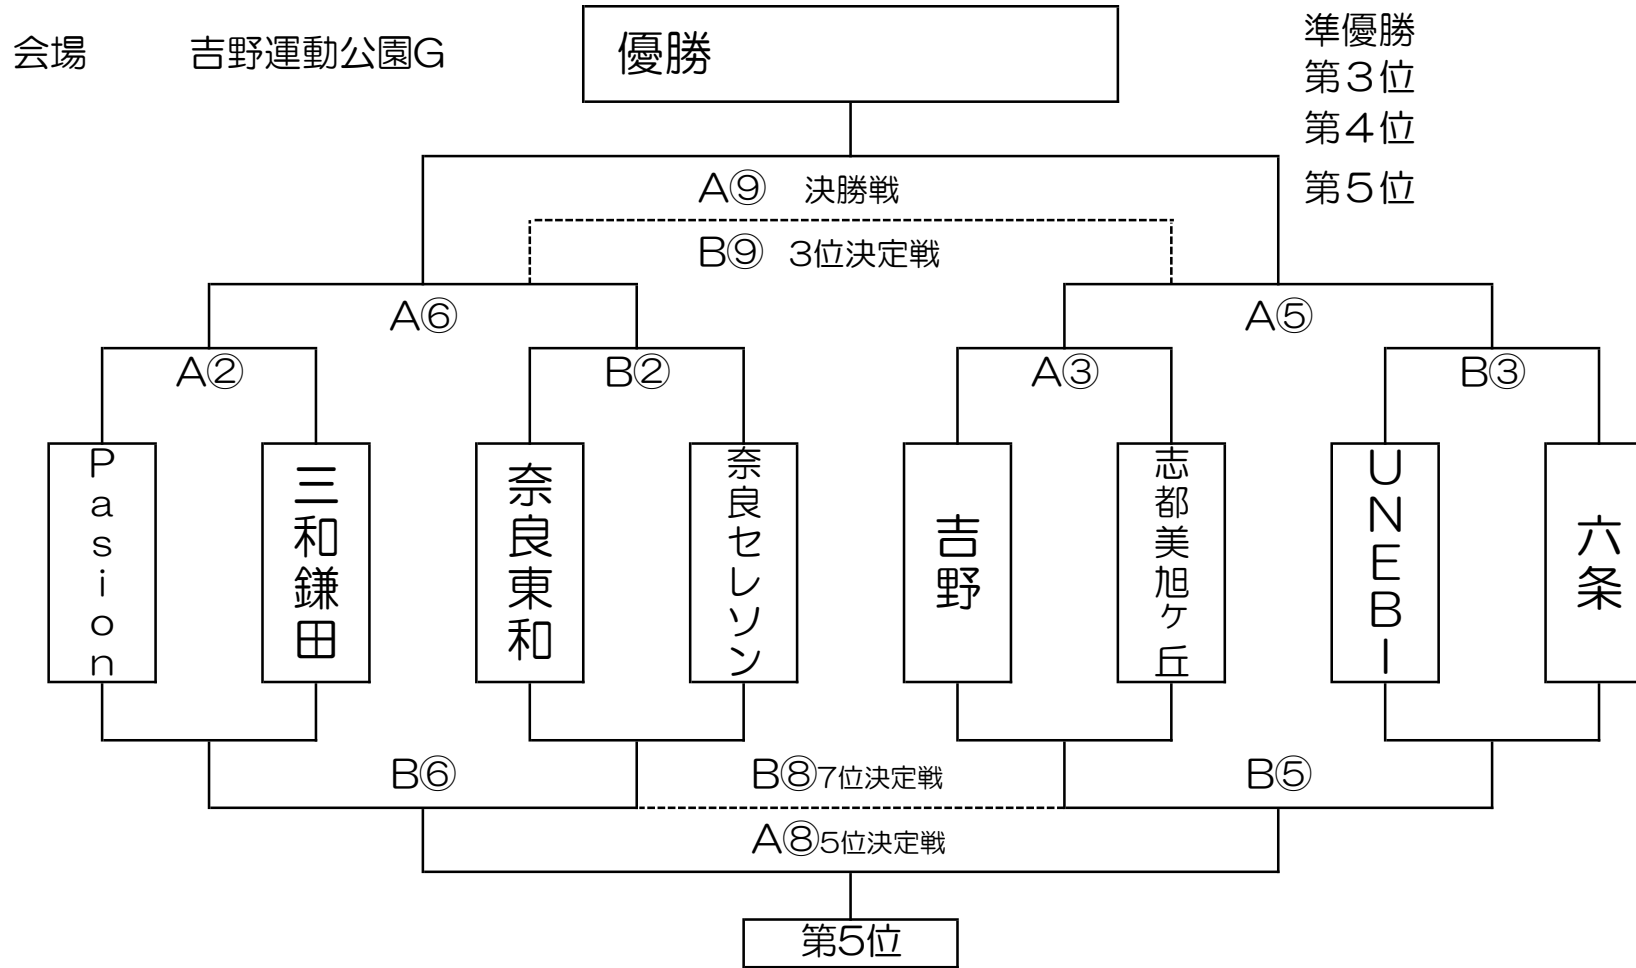 会場 吉野運動公園G
優勝
準優勝
第３位
第４位
第５位
A⑨ 決勝戦
B⑨ 3位決定戦
A⑥
A⑤
A②
B②
A③
B③
Pasion
三和鎌田
奈良東和
奈良セレソン
吉野
志都美旭ヶ丘
UNEBI
六条
B⑥
B⑧7位決定戦
B⑤
A⑧5位決定戦
第5位